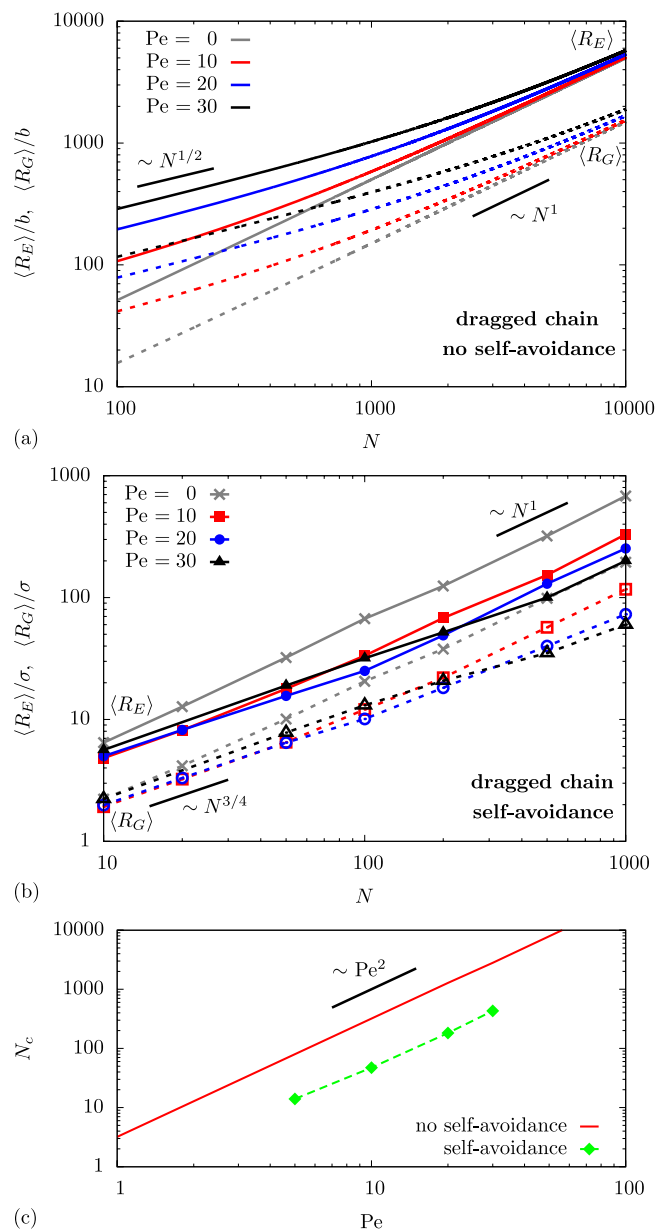 Pe = 0
Pe = 10
Pe = 20
Pe = 30
⟨R_E⟩
∼ N^{1/2}
⟨R_G⟩
∼ N^1
dragged chain
no self-avoidance
⟨R_E⟩/b, ⟨R_G⟩/b
10000
1000
100
10
100 1000 10000
(a) N
Pe = 0
Pe = 10
Pe = 20
Pe = 30
∼ N^1
⟨R_E⟩
∼ N^{3/4}
⟨R_G⟩
dragged chain
self-avoidance
⟨R_E⟩/σ, ⟨R_G⟩/σ
1000
100
10
1
10 100 1000
(b) N
∼ Pe^2
N_c
10000
1000
100
10
1
no self-avoidance
self-avoidance
1 10 100
(c) Pe